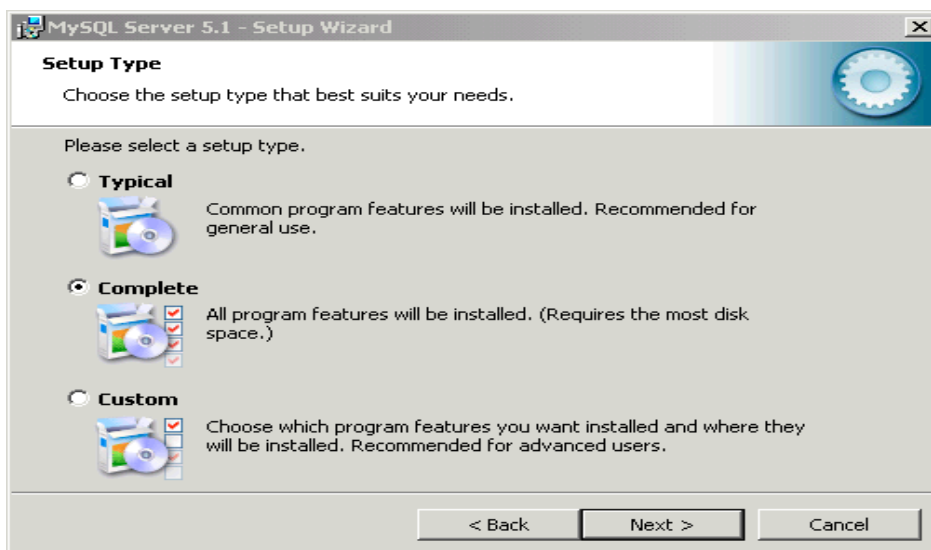 MySQL Server 5.1 - Setup Wizard
Setup Type
Choose the setup type that best suits your needs.
Please select a setup type.
Typical
Common program features will be installed. Recommended for
general use.
Complete
All program features will be installed. (Requires the most disk
space.)
Custom
Choose which program features you want installed and where they
will be installed. Recommended for advanced users.
< Back
Next >
Cancel